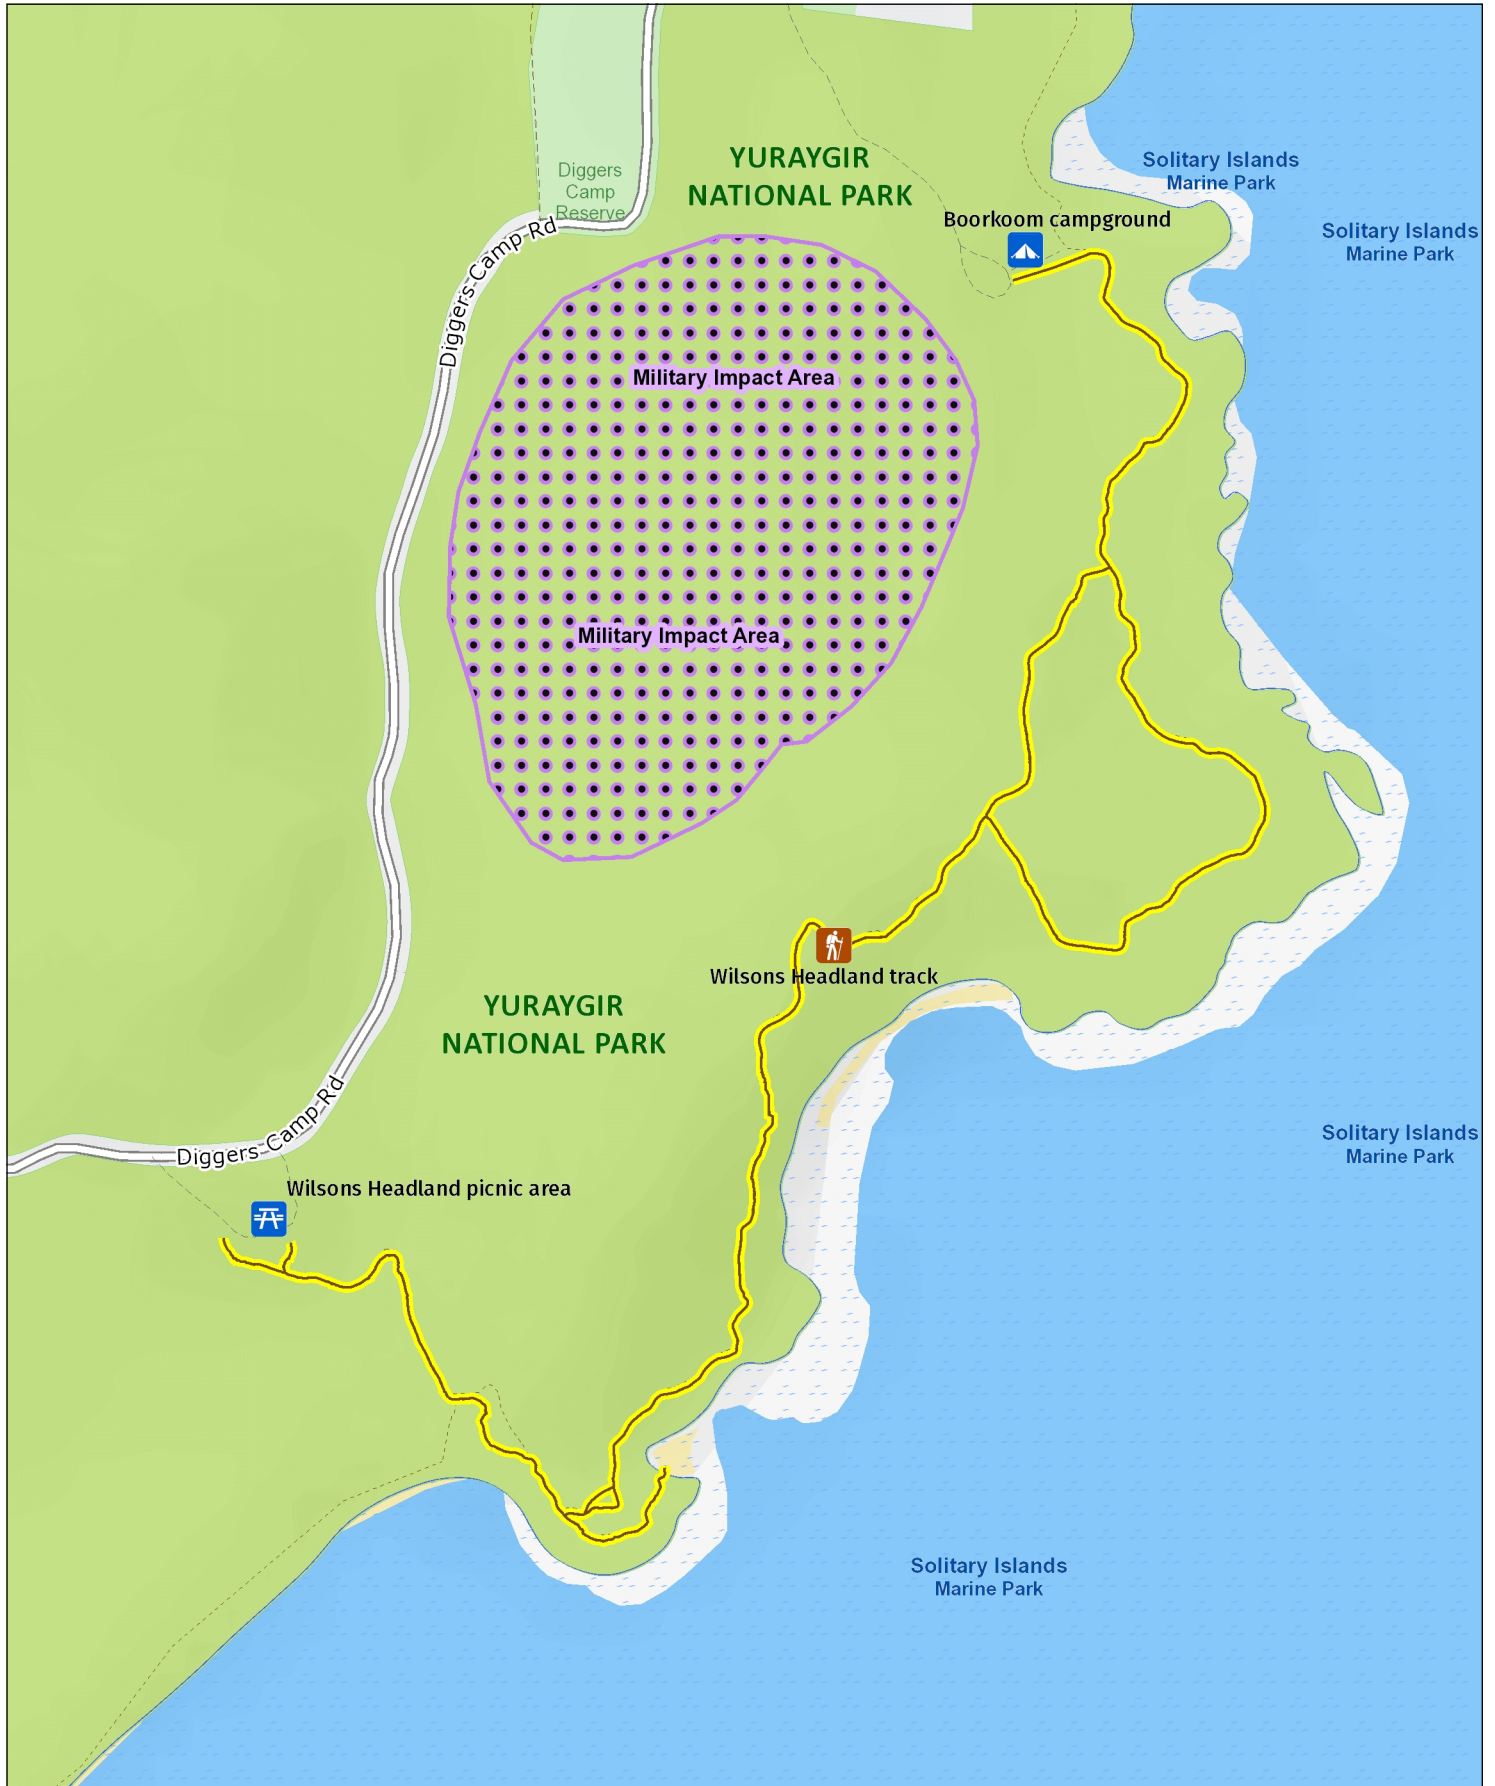 YURAYGIR
NATIONAL PARK
Solitary Islands
Marine Park
Diggers
Camp
Reserve
Boorkoom campground
Solitary Islands
Marine Park
Diggers Camp Rd
Military Impact Area
Military Impact Area
Wilsons Headland track
YURAYGIR
NATIONAL PARK
Diggers Camp Rd
Solitary Islands
Marine Park
Wilsons Headland picnic area
Solitary Islands
Marine Park